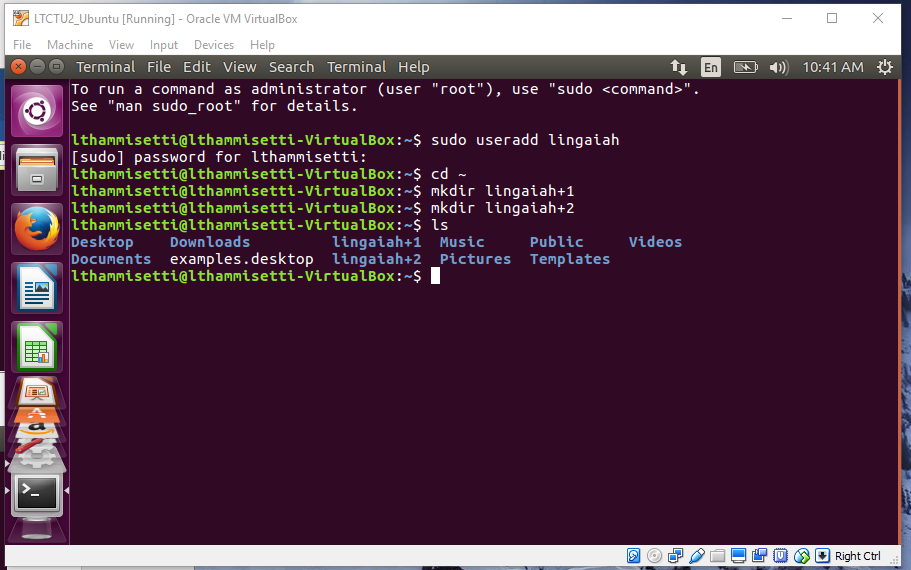 LTCTU2_Ubuntu [Running] - Oracle VM VirtualBox
File Machine View Input Devices Help
Terminal File Edit View Search Terminal Help En 10:41 AM
To run a command as administrator (user "root"), use "sudo <command>".
See "man sudo_root" for details.
lthammisetti@lthammisetti-VirtualBox:~$ sudo useradd lingaiah
[sudo] password for lthammisetti:
lthammisetti@lthammisetti-VirtualBox:~$ cd ~
lthammisetti@lthammisetti-VirtualBox:~$ mkdir lingaiah+1
lthammisetti@lthammisetti-VirtualBox:~$ mkdir lingaiah+2
lthammisetti@lthammisetti-VirtualBox:~$ ls
Desktop Downloads lingaiah+1 Music Public Videos
Documents examples.desktop lingaiah+2 Pictures Templates
lthammisetti@lthammisetti-VirtualBox:~$
Right Ctrl